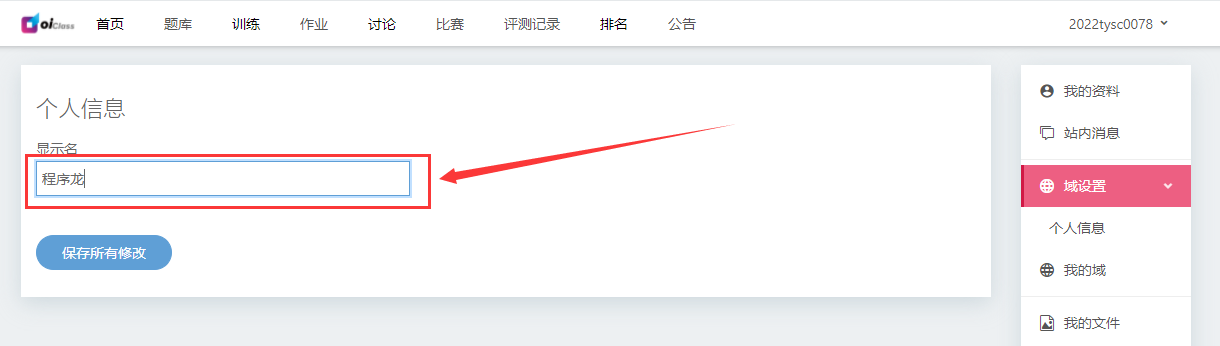 oiClass 首页 题库 训练 作业 讨论 比赛 评测记录 排名 公告 2022tysc0078
个人信息
显示名
程序龙
保存所有修改
我的资料
站内消息
域设置
个人信息
我的域
我的文件